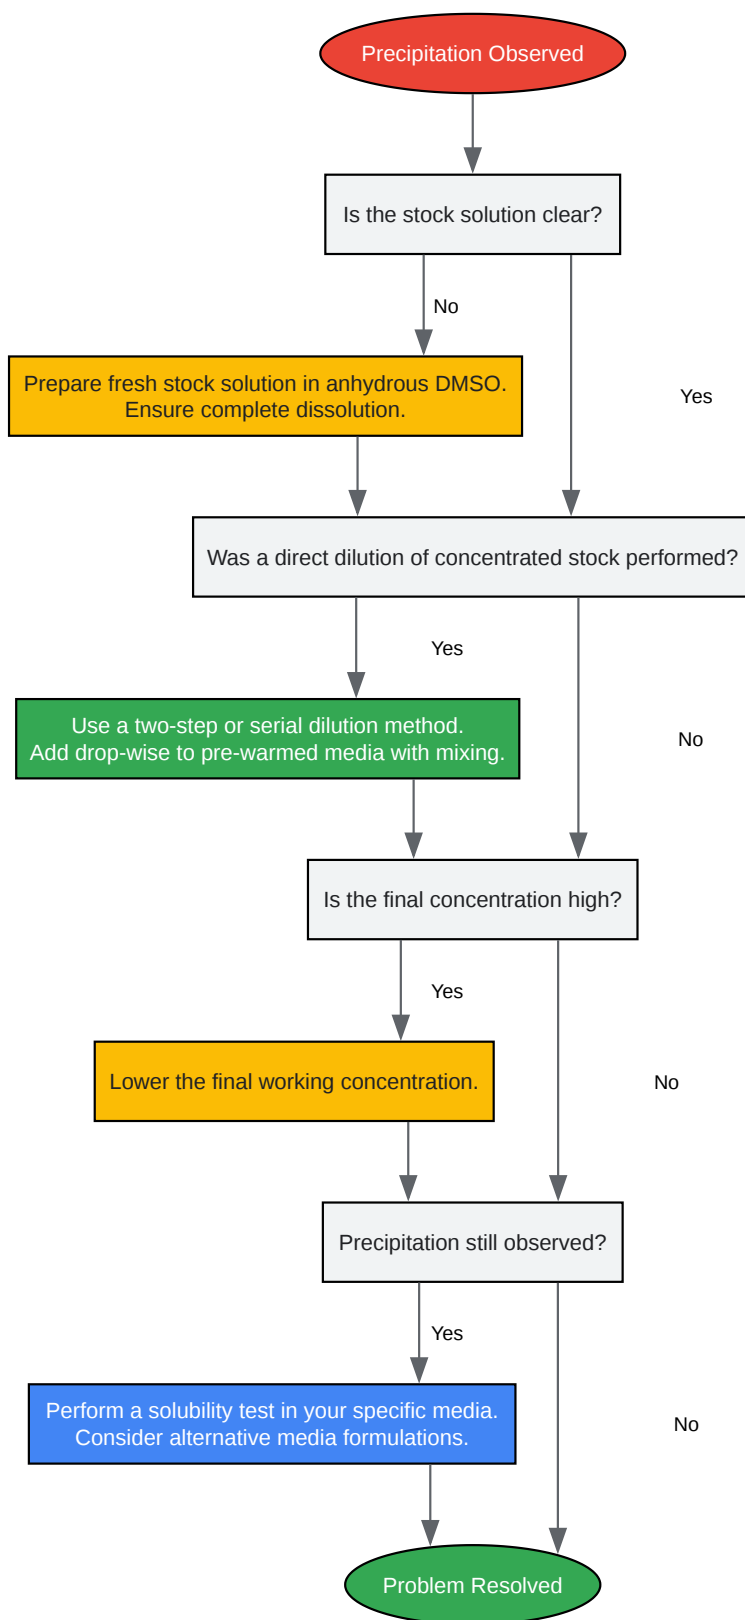 Precipitation Observed
Is the stock solution clear?
No
Prepare fresh stock solution in anhydrous DMSO.
Ensure complete dissolution.
Yes
Was a direct dilution of concentrated stock performed?
Yes
Use a two-step or serial dilution method.
Add drop-wise to pre-warmed media with mixing.
No
Is the final concentration high?
Yes
Lower the final working concentration.
No
Precipitation still observed?
Yes
Perform a solubility test in your specific media.
Consider alternative media formulations.
No
Problem Resolved